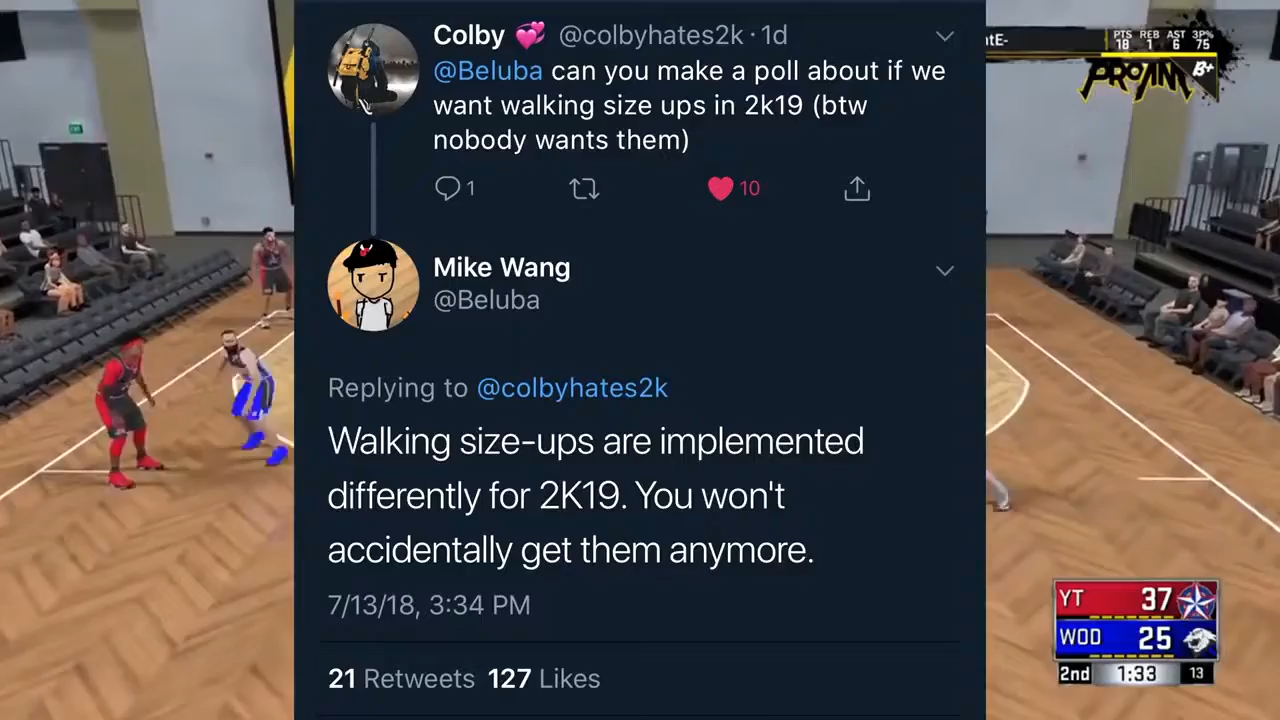 Colby 💞 @colbyhates2k · 1d
@Beluba can you make a poll about if we
want walking size ups in 2k19 (btw
nobody wants them)
1 10
Mike Wang
@Beluba
Replying to @colbyhates2k
Walking size-ups are implemented
differently for 2K19. You won't
accidentally get them anymore.
7/13/18, 3:34 PM
21 Retweets 127 Likes
ntE-
PTS REB AST 3P%
18 1 6 75
PROAM B+
YT 37
WOD 25
2nd 1:33 13